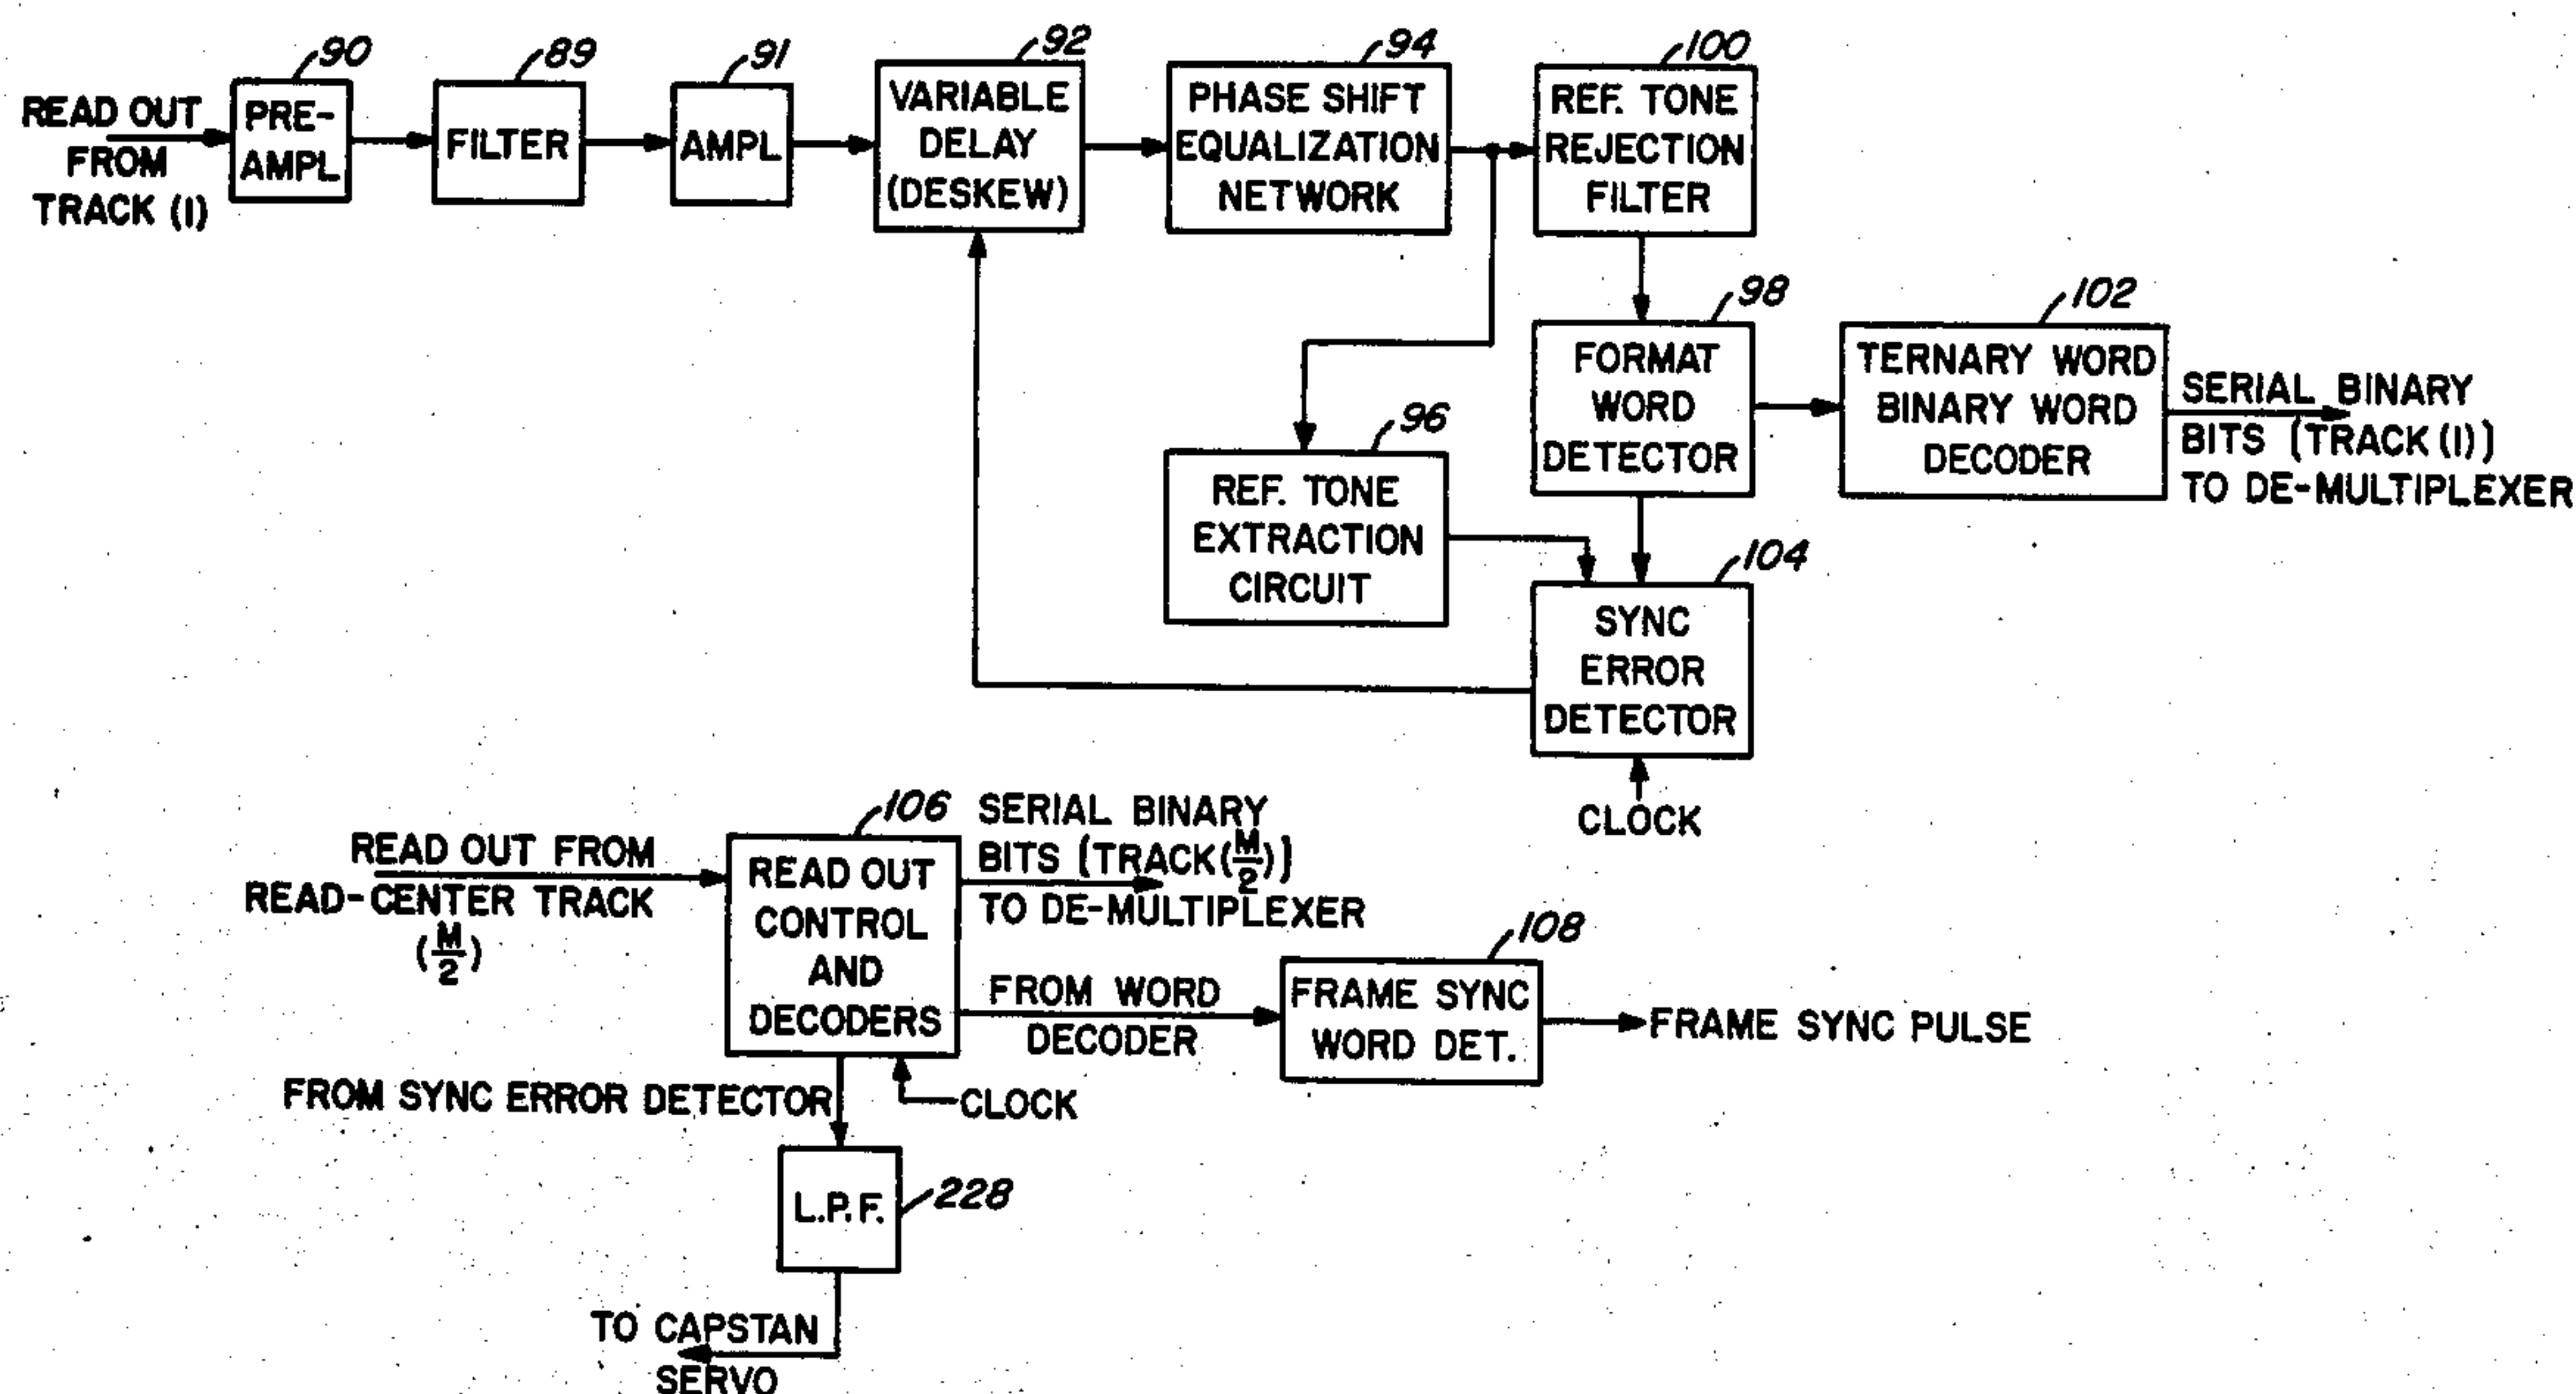 90
89
91
92
94
100
READ OUT
FROM
TRACK (1)
PRE-
AMPL
FILTER
AMPL
VARIABLE
DELAY
(DESKEW)
PHASE SHIFT
EQUALIZATION
NETWORK
REF. TONE
REJECTION
FILTER
98
FORMAT
WORD
DETECTOR
102
TERNARY WORD
BINARY WORD
DECODER
SERIAL BINARY
BITS [TRACK (1)]
TO DE-MULTIPLEXER
96
REF. TONE
EXTRACTION
CIRCUIT
104
SYNC
ERROR
DETECTOR
CLOCK
READ OUT FROM
READ-CENTER TRACK
(M/2)
106
READ OUT
CONTROL
AND
DECODERS
SERIAL BINARY
BITS [TRACK (M/2)]
TO DE-MULTIPLEXER
FROM WORD
DECODER
108
FRAME SYNC
WORD DET.
FRAME SYNC PULSE
FROM SYNC ERROR DETECTOR
CLOCK
L.P.F.
228
TO CAPSTAN
SERVO